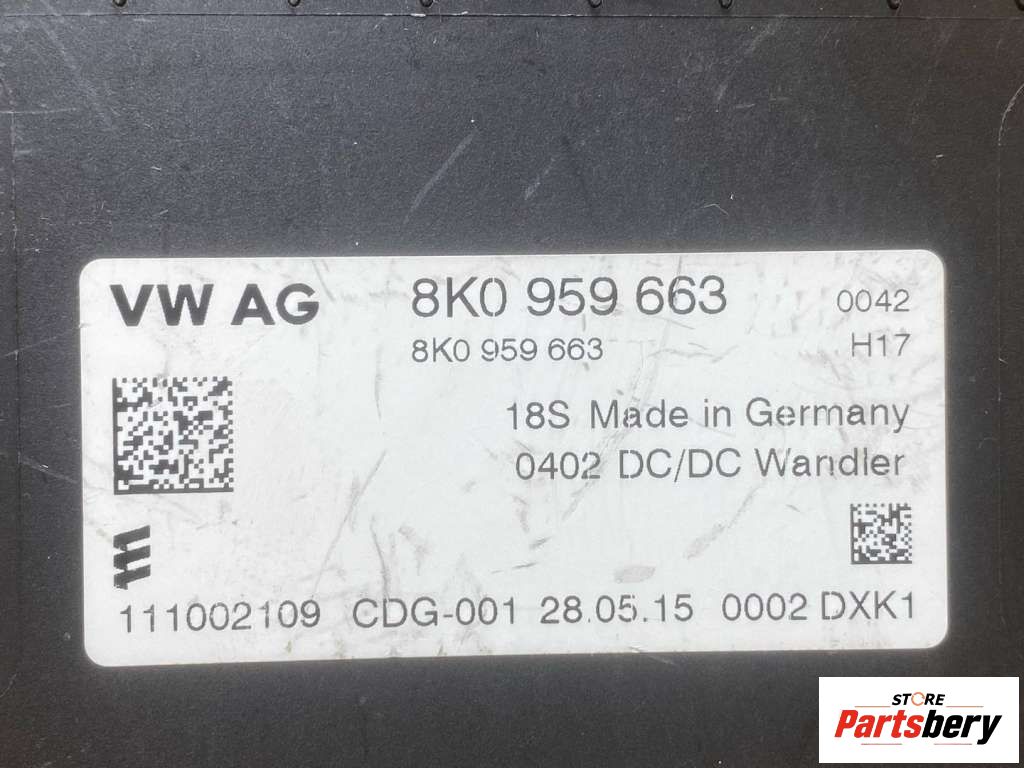 VW AG 8K0 959 663 0042
8K0 959 663 H17
18S Made in Germany
0402 DC/DC Wandler
111002109 CDG-001 28.05.15 0002 DXK1
STORE
Partsbery